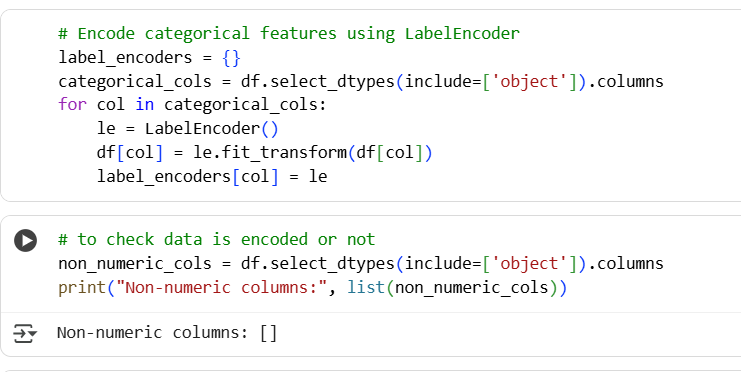 # Encode categorical features using LabelEncoder
label_encoders = {}
categorical_cols = df.select_dtypes(include=['object']).columns
for col in categorical_cols:
    le = LabelEncoder()
    df[col] = le.fit_transform(df[col])
    label_encoders[col] = le
# to check data is encoded or not
non_numeric_cols = df.select_dtypes(include=['object']).columns
print("Non-numeric columns:", list(non_numeric_cols))
Non-numeric columns: []